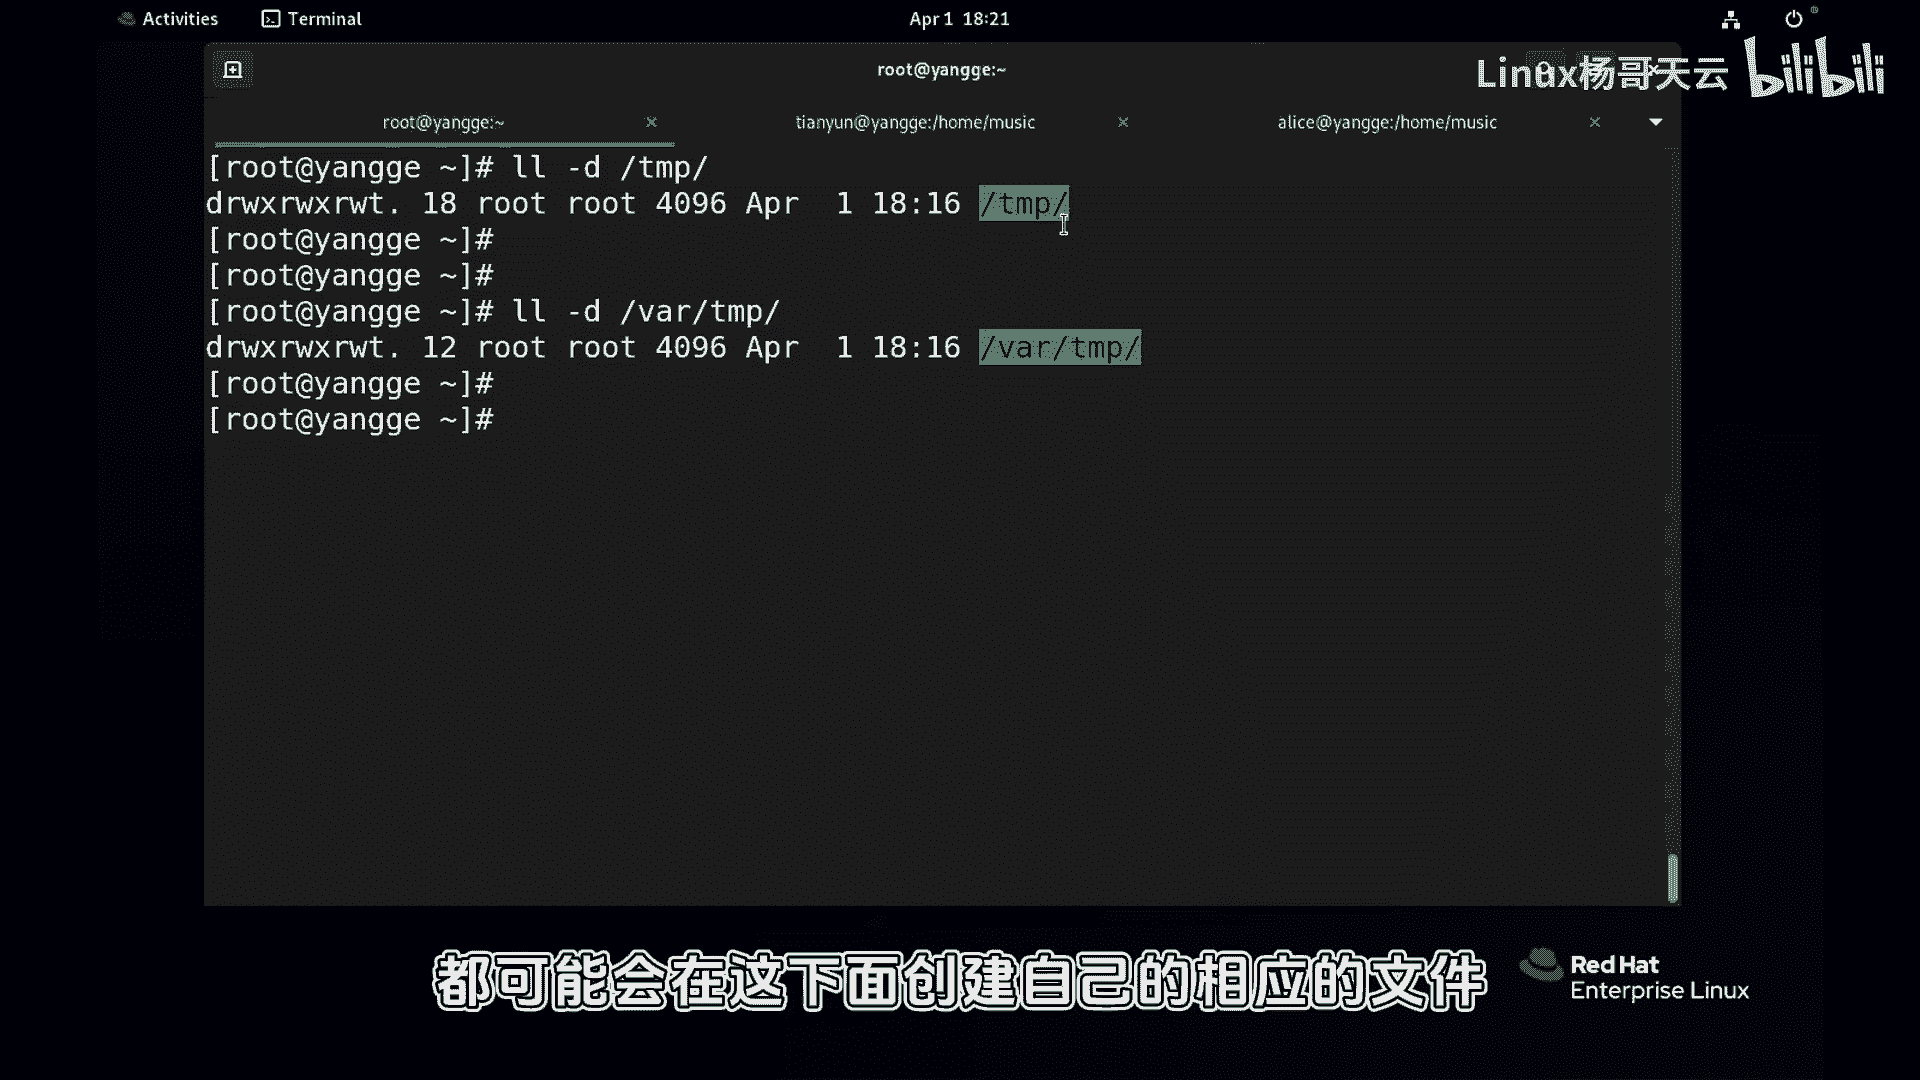 Activities Terminal Apr 1 18:21
root@yangge:~
Linux杨哥天云 bilibili
root@yangge:~ tianyun@yangge:/home/music alice@yangge:/home/music
[root@yangge ~]# ll -d /tmp/
drwxrwxrwt. 18 root root 4096 Apr  1 18:16 /tmp/
[root@yangge ~]#
[root@yangge ~]#
[root@yangge ~]# ll -d /var/tmp/
drwxrwxrwt. 12 root root 4096 Apr  1 18:16 /var/tmp/
[root@yangge ~]#
[root@yangge ~]#
都可能会在这下面创建自己的相应的文件
Red Hat
Enterprise Linux